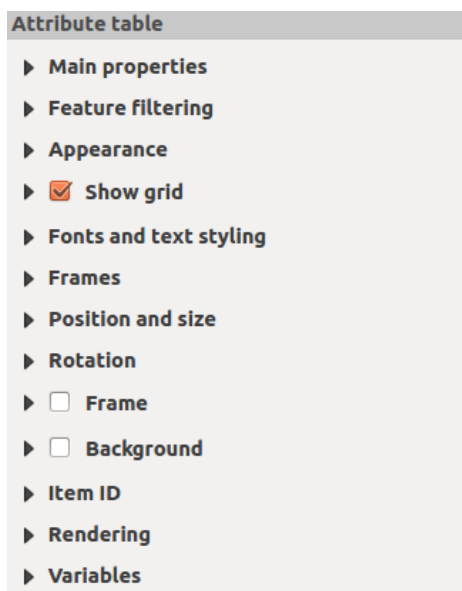 Attribute table
Main properties
Feature filtering
Appearance
Show grid
Fonts and text styling
Frames
Position and size
Rotation
Frame
Background
Item ID
Rendering
Variables